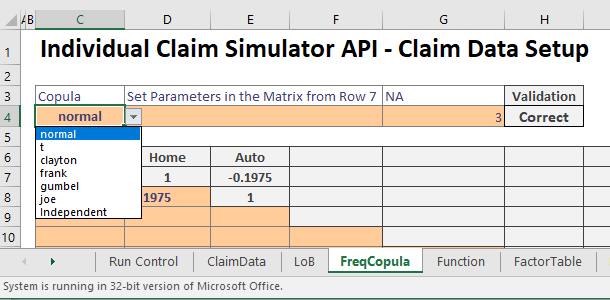 A B C D E F G H
1 Individual Claim Simulator API - Claim Data Setup
2
3 Copula Set Parameters in the Matrix from Row 7 NA Validation
4 normal 3 Correct
5 normal
t
6 clayton Home Auto
7 frank 1 -0.1975
gumbel
8 joe 1975 1
9 Independent
10
Run Control ClaimData LoB FreqCopula Function FactorTable
System is running in 32-bit version of Microsoft Office.